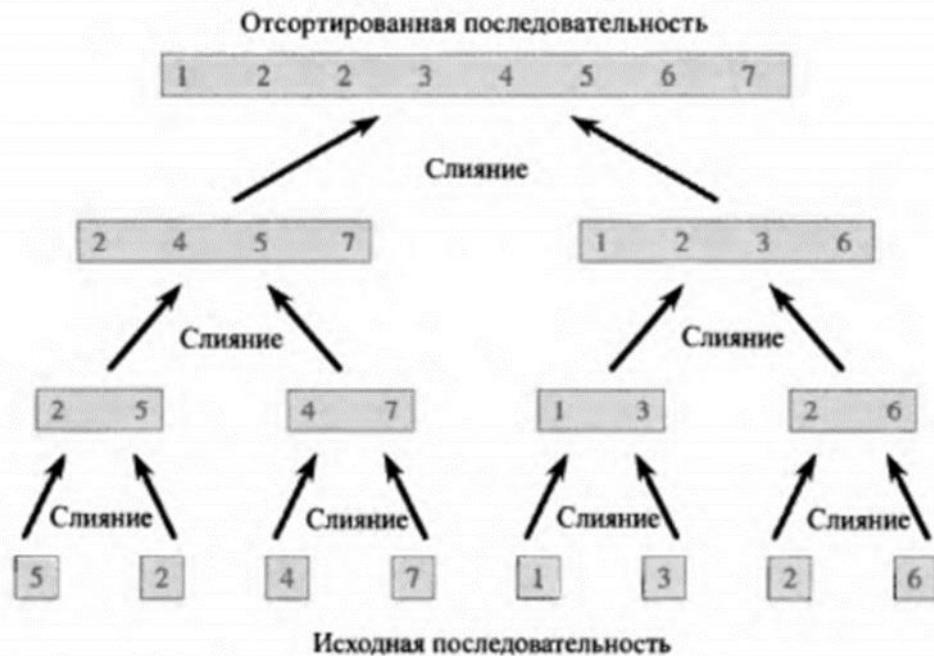 Отсортированная последовательность
1 2 2 3 4 5 6 7
Слияние
2 4 5 7
1 2 3 6
Слияние
Слияние
2 5
4 7
1 3
2 6
Слияние
Слияние
Слияние
Слияние
5
2
4
7
1
3
2
6
Исходная последовательность